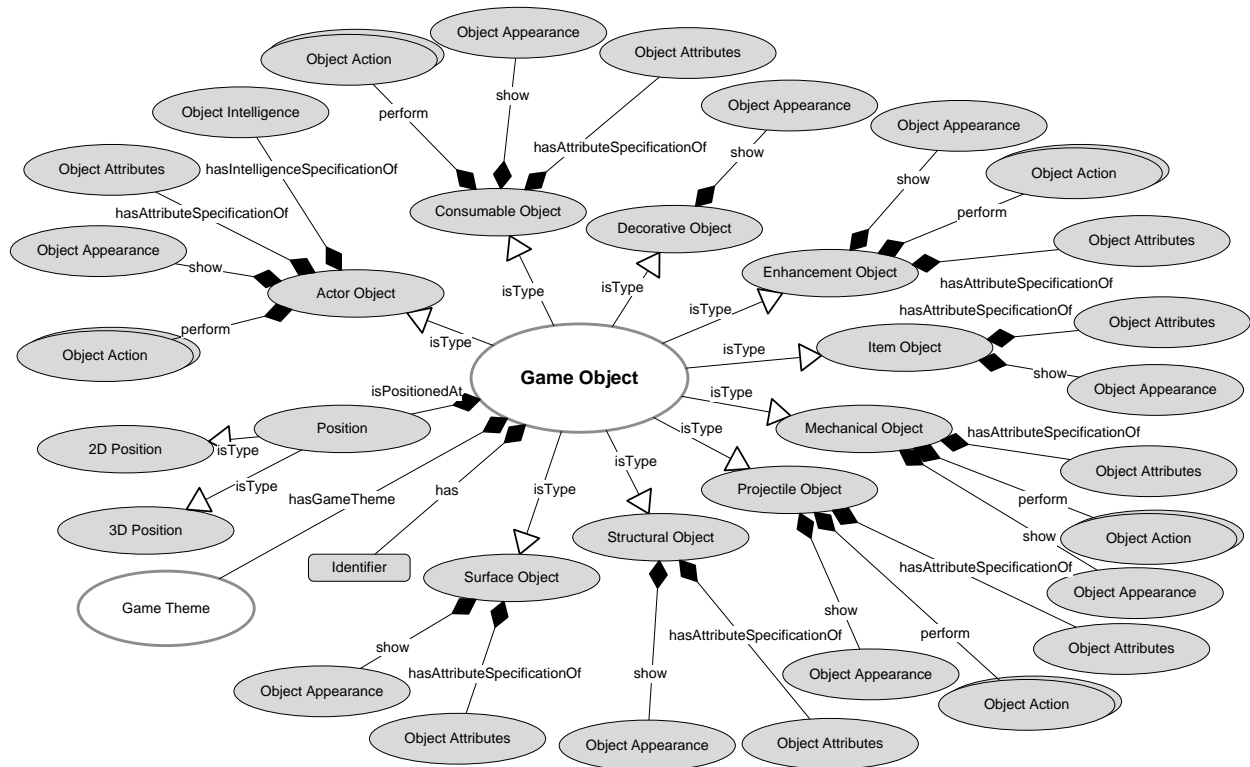 Object Appearance
Object Action
Object Attributes
show
perform
Object Intelligence
Object Appearance
Object Appearance
hasAttributeSpecificationOf
show
Object Attributes
hasIntelligenceSpecificationOf
show
Object Action
Consumable Object
hasAttributeSpecificationOf
perform
Decorative Object
Object Appearance
show
Object Attributes
Enhancement Object
Actor Object
isType
isType
isType
hasAttributeSpecificationOf
hasAttributeSpecificationOf
Object Attributes
perform
isType
Object Action
isType
Item Object
show
Game Object
Object Appearance
isPositionedAt
isType
Position
isType
Mechanical Object
hasAttributeSpecificationOf
2D Position
isType
isType
Object Attributes
isType
isType
Projectile Object
hasGameTheme
has
perform
3D Position
Structural Object
Object Action
show
Identifier
Surface Object
hasAttributeSpecificationOf
Object Appearance
Game Theme
show
hasAttributeSpecificationOf
perform
Object Attributes
show
hasAttributeSpecificationOf
show
Object Appearance
Object Appearance
Object Action
Object Attributes
Object Appearance
Object Attributes